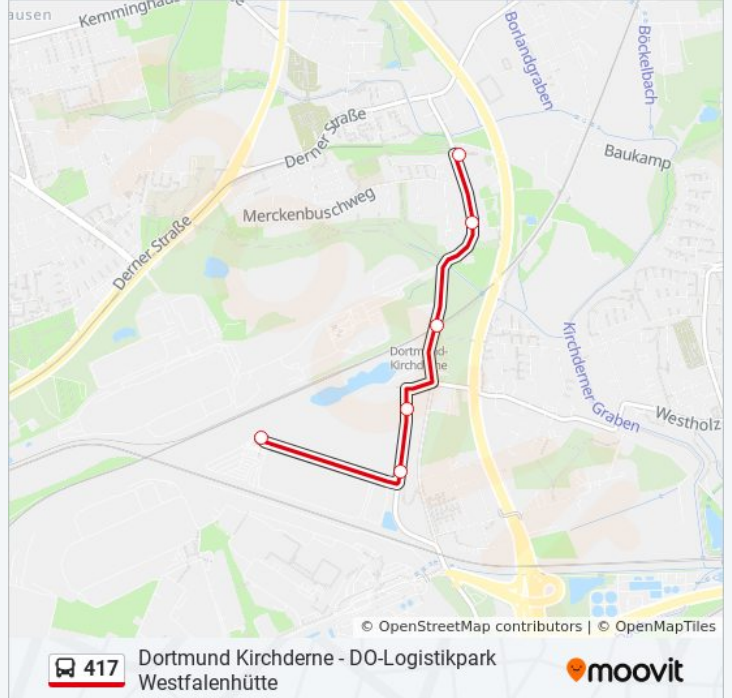 ausen
Kemminghaus
Borlandgraben
Böckelbach
Derner Straße
Baukamp
Merckenbuschweg
Derner Straße
Dortmund-
Kirchderne
Kirchderner Graben
Westholz
© OpenStreetMap contributors | © OpenMapTiles
417
Dortmund Kirchderne - DO-Logistikpark
Westfalenhütte
moovit